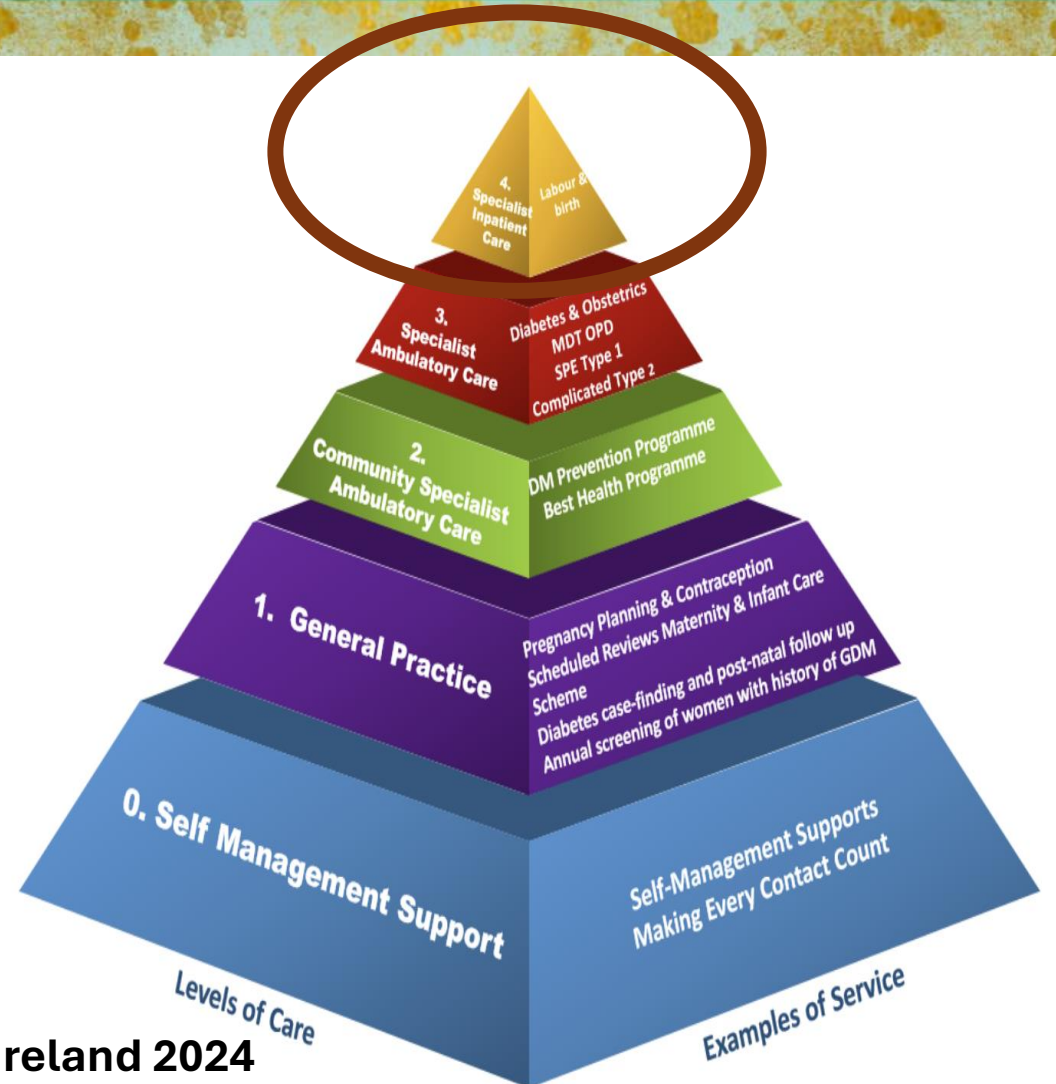 4.
Specialist
Inpatient
Care
Labour &
birth
3.
Specialist
Ambulatory Care
Diabetes & Obstetrics
MDT OPD
SPE Type 1
Complicated Type 2
2.
Community Specialist
Ambulatory Care
DM Prevention Programme
Best Health Programme
1. General Practice
Pregnancy Planning & Contraception
Scheduled Reviews Maternity & Infant Care
Scheme
Diabetes case-finding and post-natal follow up
Annual screening of women with history of GDM
0. Self Management Support
Self-Management Supports
Making Every Contact Count
Levels of Care
Examples of Service
reland 2024